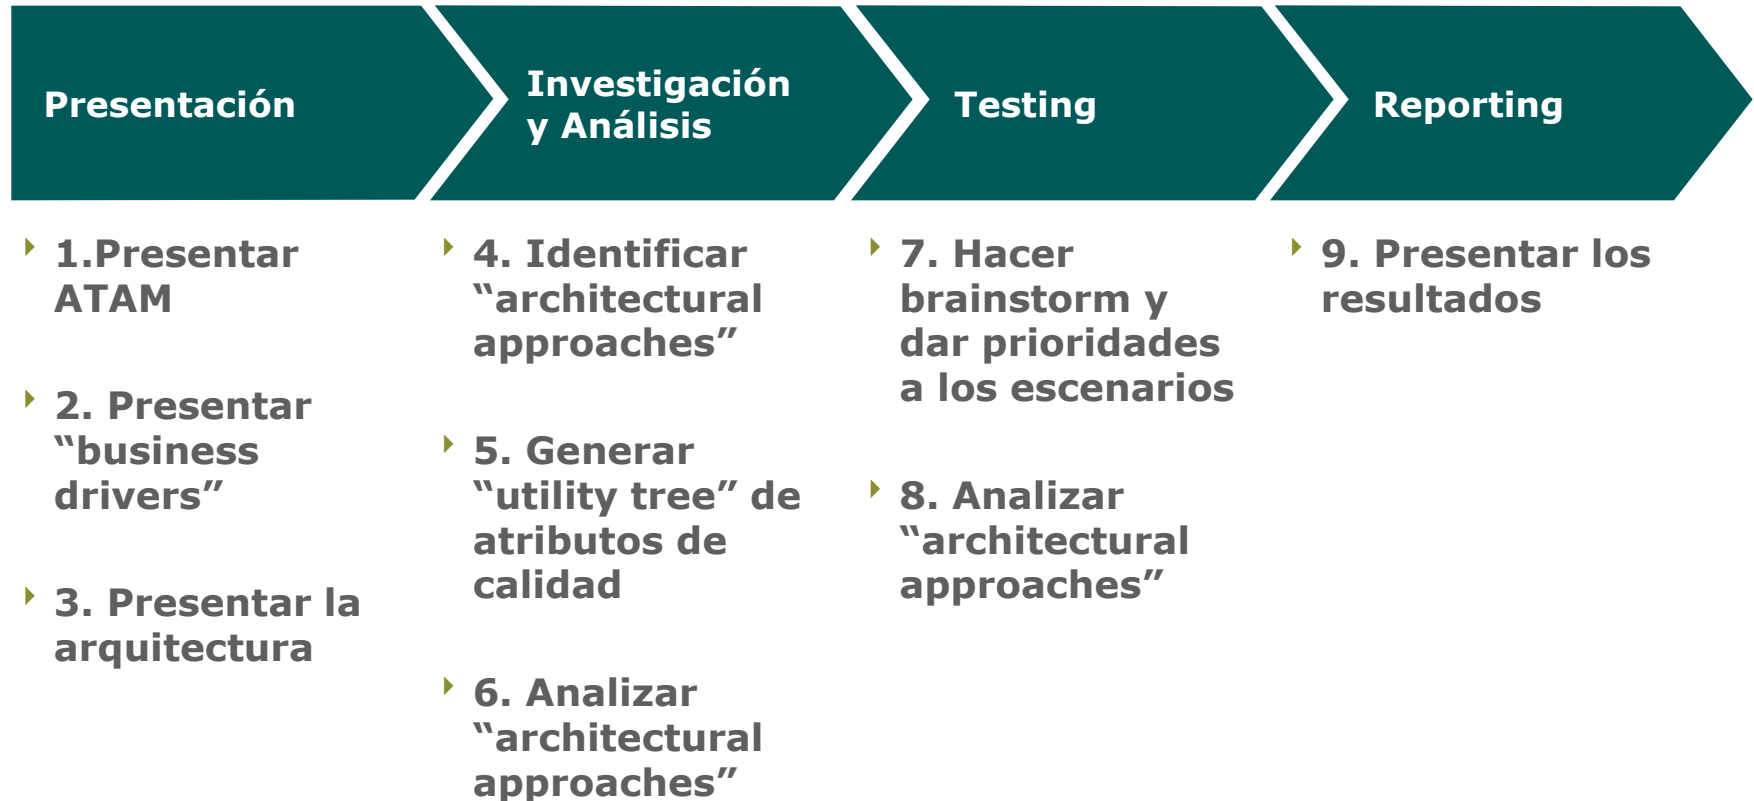 Presentación
Investigación
y Análisis
Testing
Reporting
1.Presentar
ATAM
2. Presentar
“business
drivers”
3. Presentar la
arquitectura
4. Identificar
“architectural
approaches”
5. Generar
“utility tree” de
atributos de
calidad
6. Analizar
“architectural
approaches”
7. Hacer
brainstorm y
dar prioridades
a los escenarios
8. Analizar
“architectural
approaches”
9. Presentar los
resultados